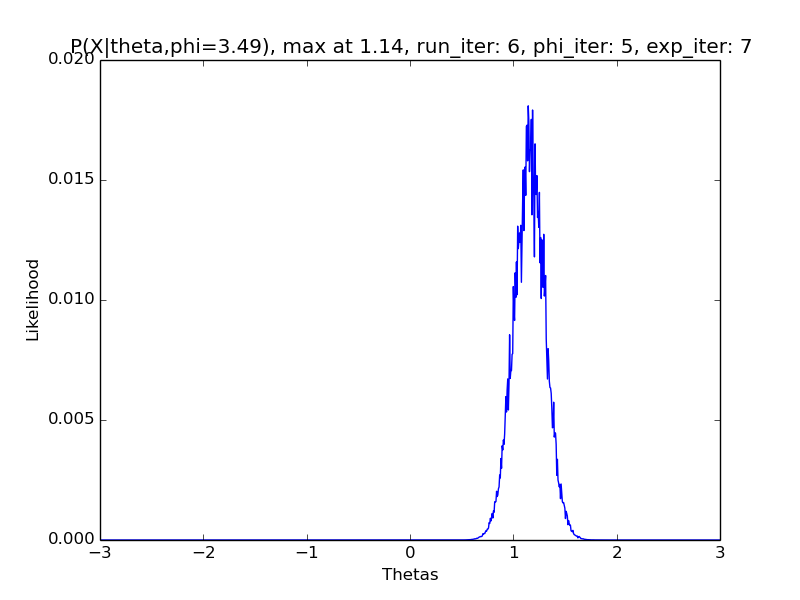 P(X|theta,phi=3.49), max at 1.14, run_iter: 6, phi_iter: 5, exp_iter: 7
0.020
0.015
0.010
0.005
0.000
Likelihood
−3 −2 −1 0 1 2 3
Thetas